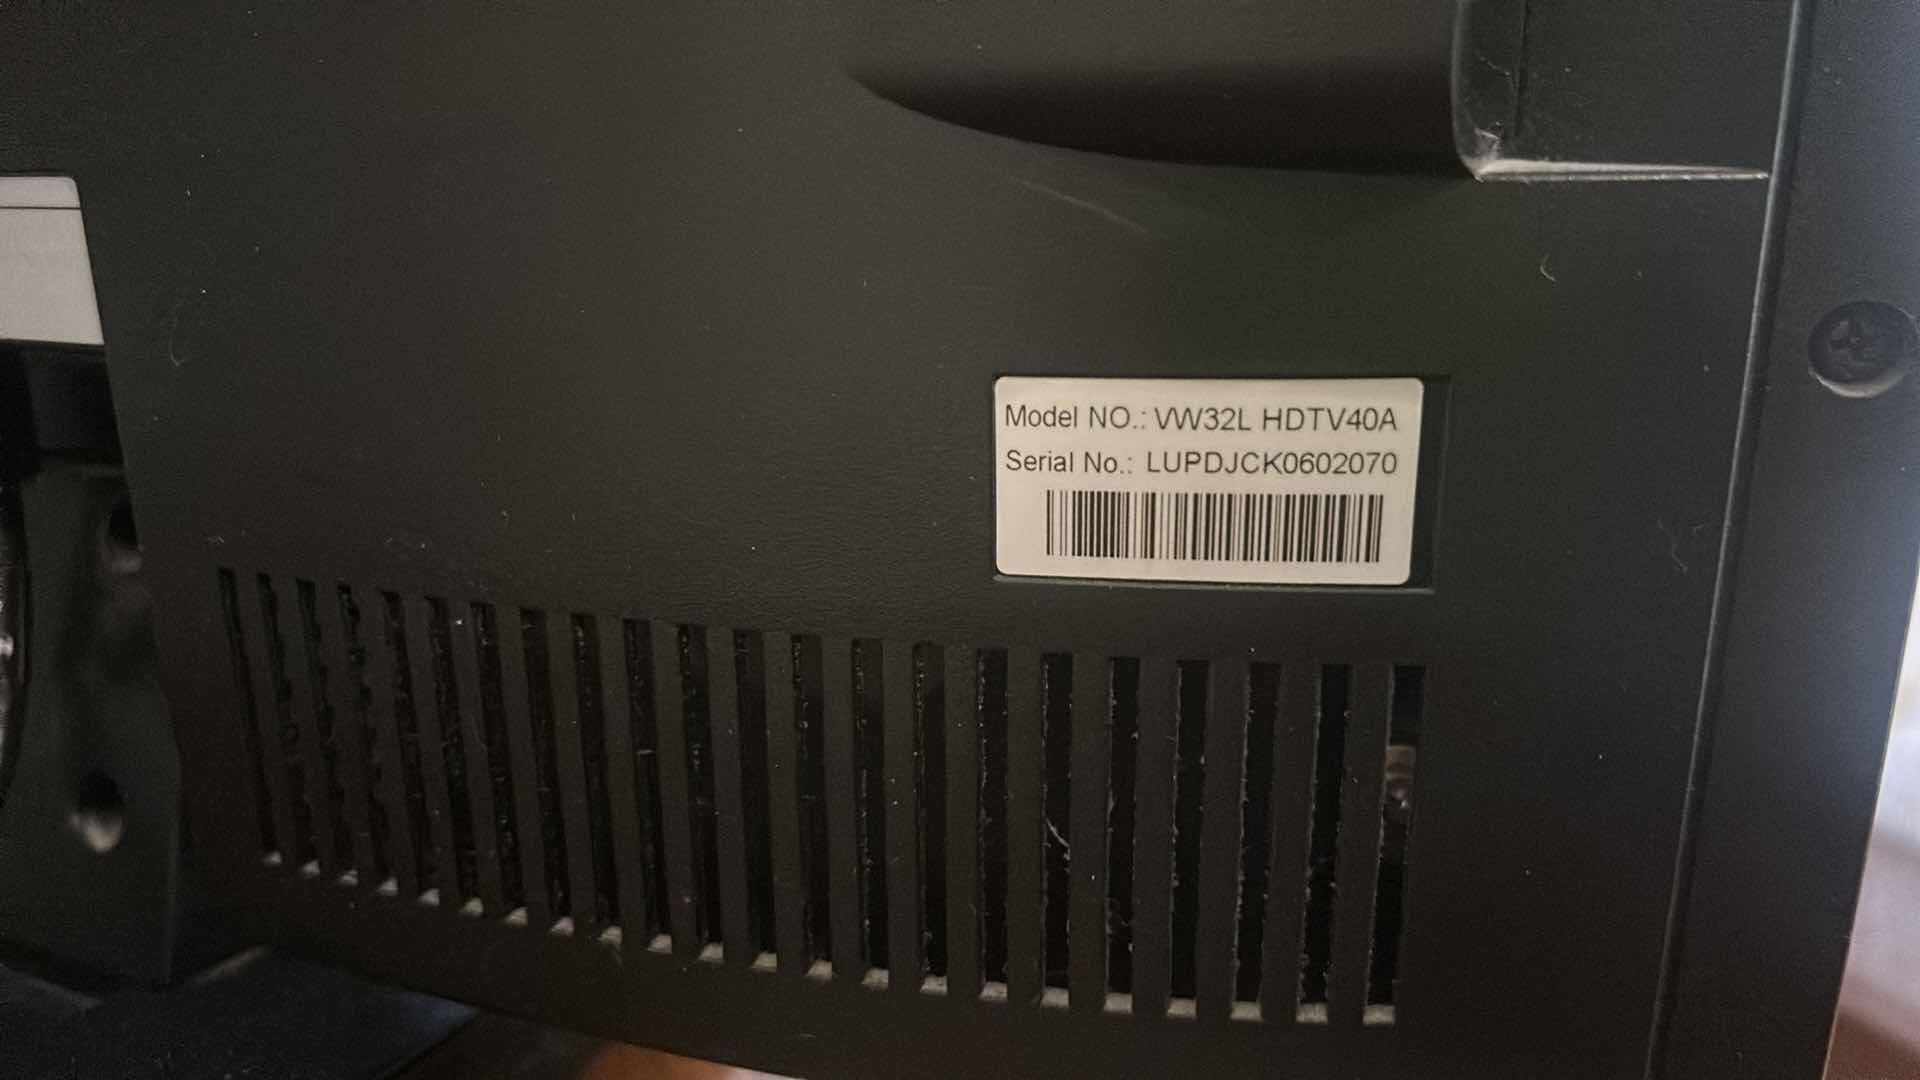 Model NO.: VW32L HDTV40A
Serial No.: LUPDJCK0602070